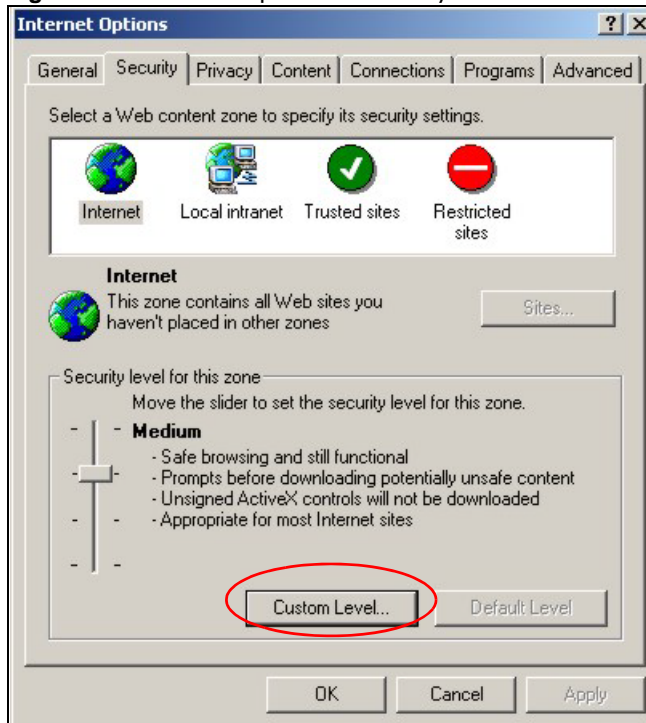 Internet Options
General Security Privacy Content Connections Programs Advanced
Select a Web content zone to specify its security settings.
Internet Local intranet Trusted sites Restricted
sites
Internet
This zone contains all Web sites you
haven't placed in other zones
Sites...
Security level for this zone
Move the slider to set the security level for this zone.
Medium
- Safe browsing and still functional
- Prompts before downloading potentially unsafe content
- Unsigned ActiveX controls will not be downloaded
- Appropriate for most Internet sites
Custom Level... Default Level
OK Cancel Apply